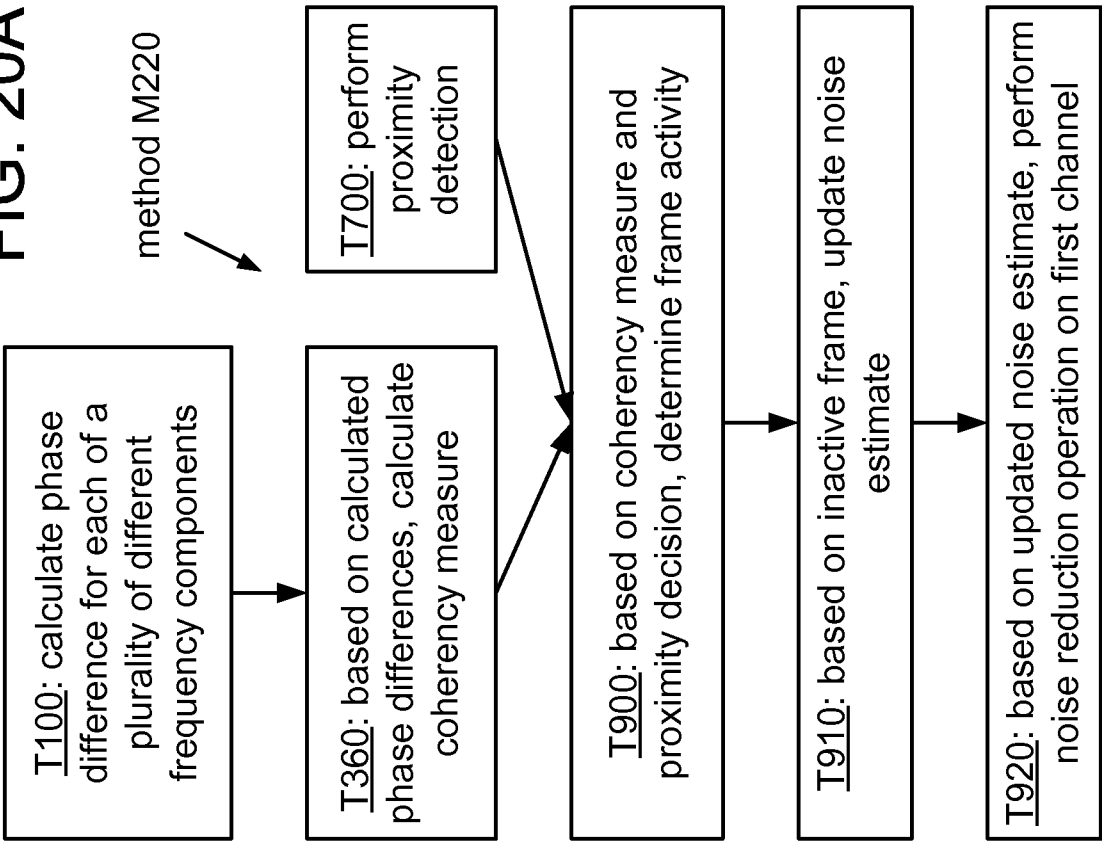 FIG. 20A
method M220
T100: calculate phase
difference for each of a
plurality of different
frequency components
T360: based on calculated
phase differences, calculate
coherency measure
T700: perform
proximity
detection
T900: based on coherency measure and
proximity decision, determine frame activity
T910: based on inactive frame, update noise
estimate
T920: based on updated noise estimate, perform
noise reduction operation on first channel